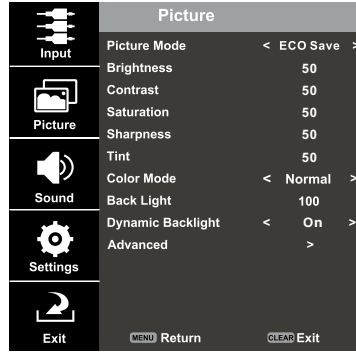 Picture
Input
Picture
Sound
Settings
Exit
Picture Mode < ECO Save >
Brightness 50
Contrast 50
Saturation 50
Sharpness 50
Tint 50
Color Mode < Normal >
Back Light 100
Dynamic Backlight < On >
Advanced >
MENU Return CLEAR Exit